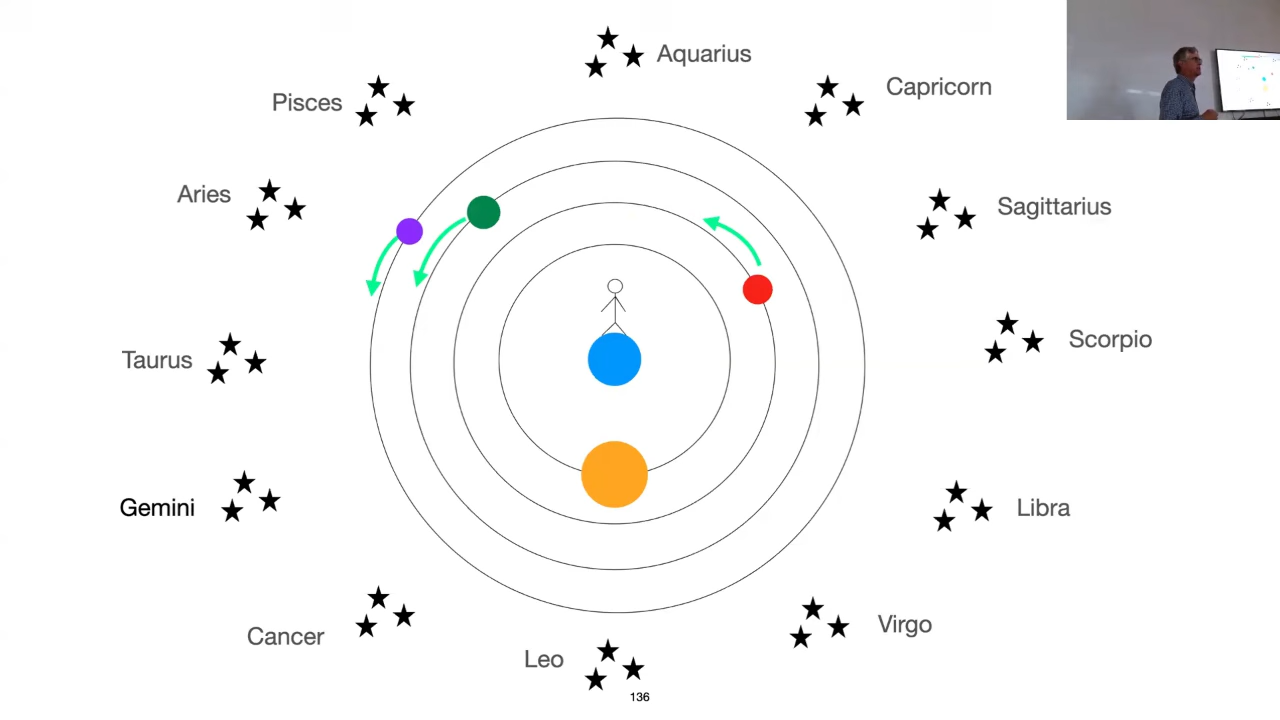 Aquarius
Capricorn
Pisces
Aries
Sagittarius
Taurus
Scorpio
Gemini
Libra
Cancer
Virgo
Leo
136